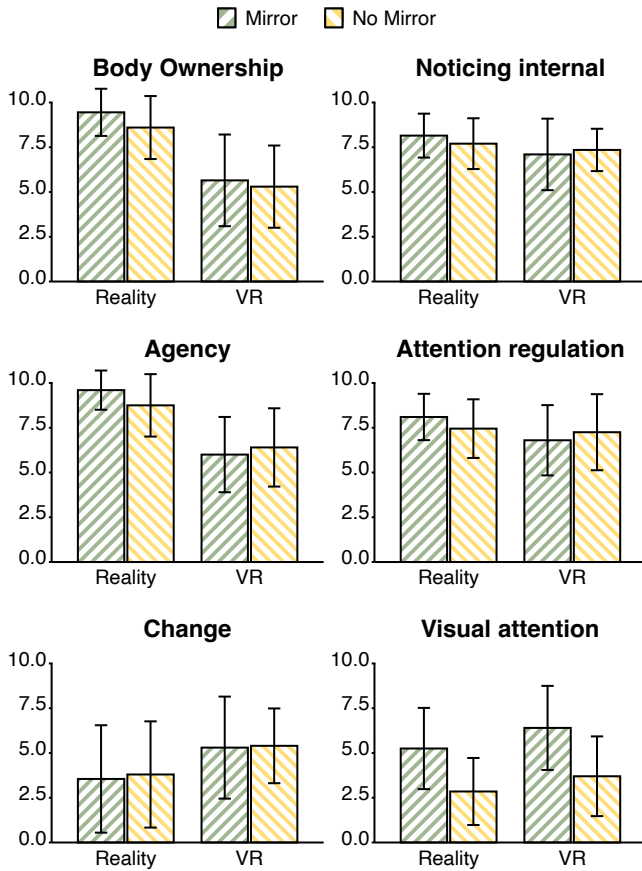 Mirror No Mirror
Body Ownership
10.0
7.5
5.0
2.5
0.0
Reality VR
Noticing internal
10.0
7.5
5.0
2.5
0.0
Reality VR
Agency
10.0
7.5
5.0
2.5
0.0
Reality VR
Attention regulation
10.0
7.5
5.0
2.5
0.0
Reality VR
Change
10.0
7.5
5.0
2.5
0.0
Reality VR
Visual attention
10.0
7.5
5.0
2.5
0.0
Reality VR